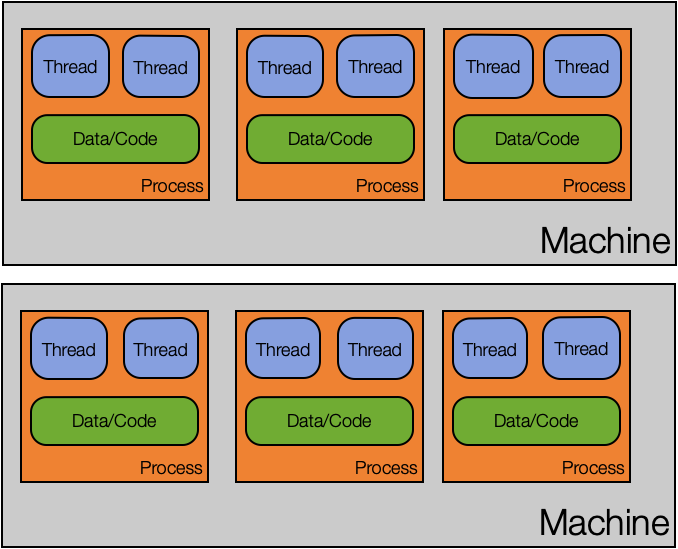 Thread Thread Thread Thread Thread Thread
Data/Code Data/Code Data/Code
Process Process Process
Machine
Thread Thread Thread Thread Thread Thread
Data/Code Data/Code Data/Code
Process Process Process
Machine